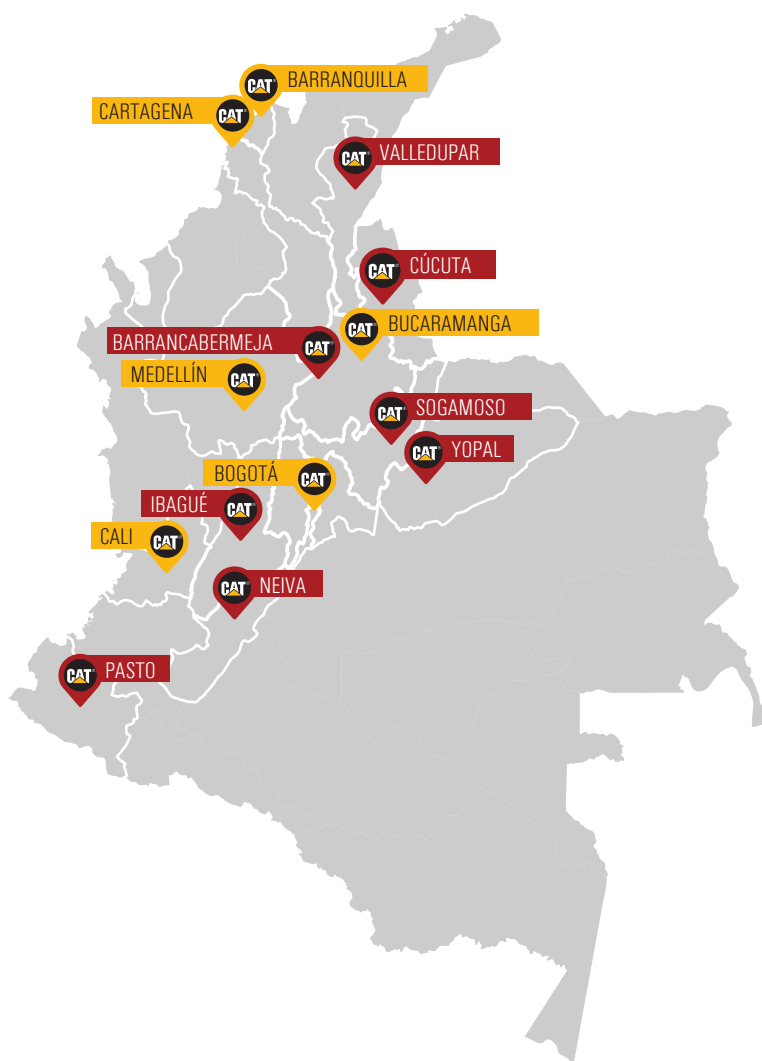 CAT® BARRANQUILLA
CARTAGENA CAT®
CAT® VALLEDUPAR
CAT® CÚCUTA
CAT® BUCARAMANGA
BARRANCABERMEJA CAT®
MEDELLÍN CAT®
CAT® SOGAMOSO
CAT® YOPAL
BOGOTÁ CAT®
IBAGUÉ CAT®
CALI CAT®
CAT® NEIVA
CAT® PASTO